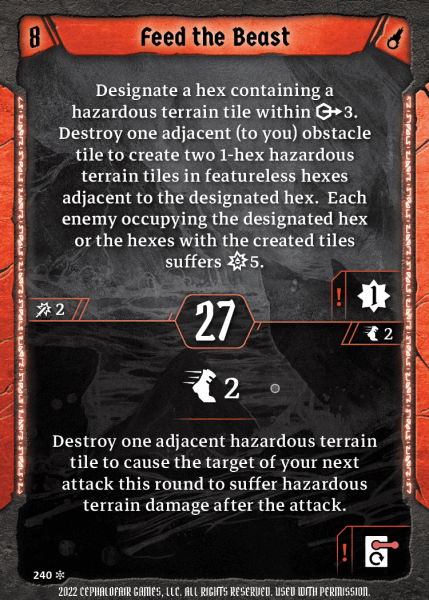 8
Feed the Beast
Designate a hex containing a
hazardous terrain tile within 3.
Destroy one adjacent (to you) obstacle
tile to create two 1-hex hazardous
terrain tiles in featureless hexes
adjacent to the designated hex. Each
enemy occupying the designated hex
or the hexes with the created tiles
suffers 5.
! 1
2
27
2
2
Destroy one adjacent hazardous terrain
tile to cause the target of your next
attack this round to suffer hazardous
terrain damage after the attack.
!
240
2022 CEPHALOFAIR GAMES, LLC. ALL RIGHTS RESERVED. USED WITH PERMISSION.